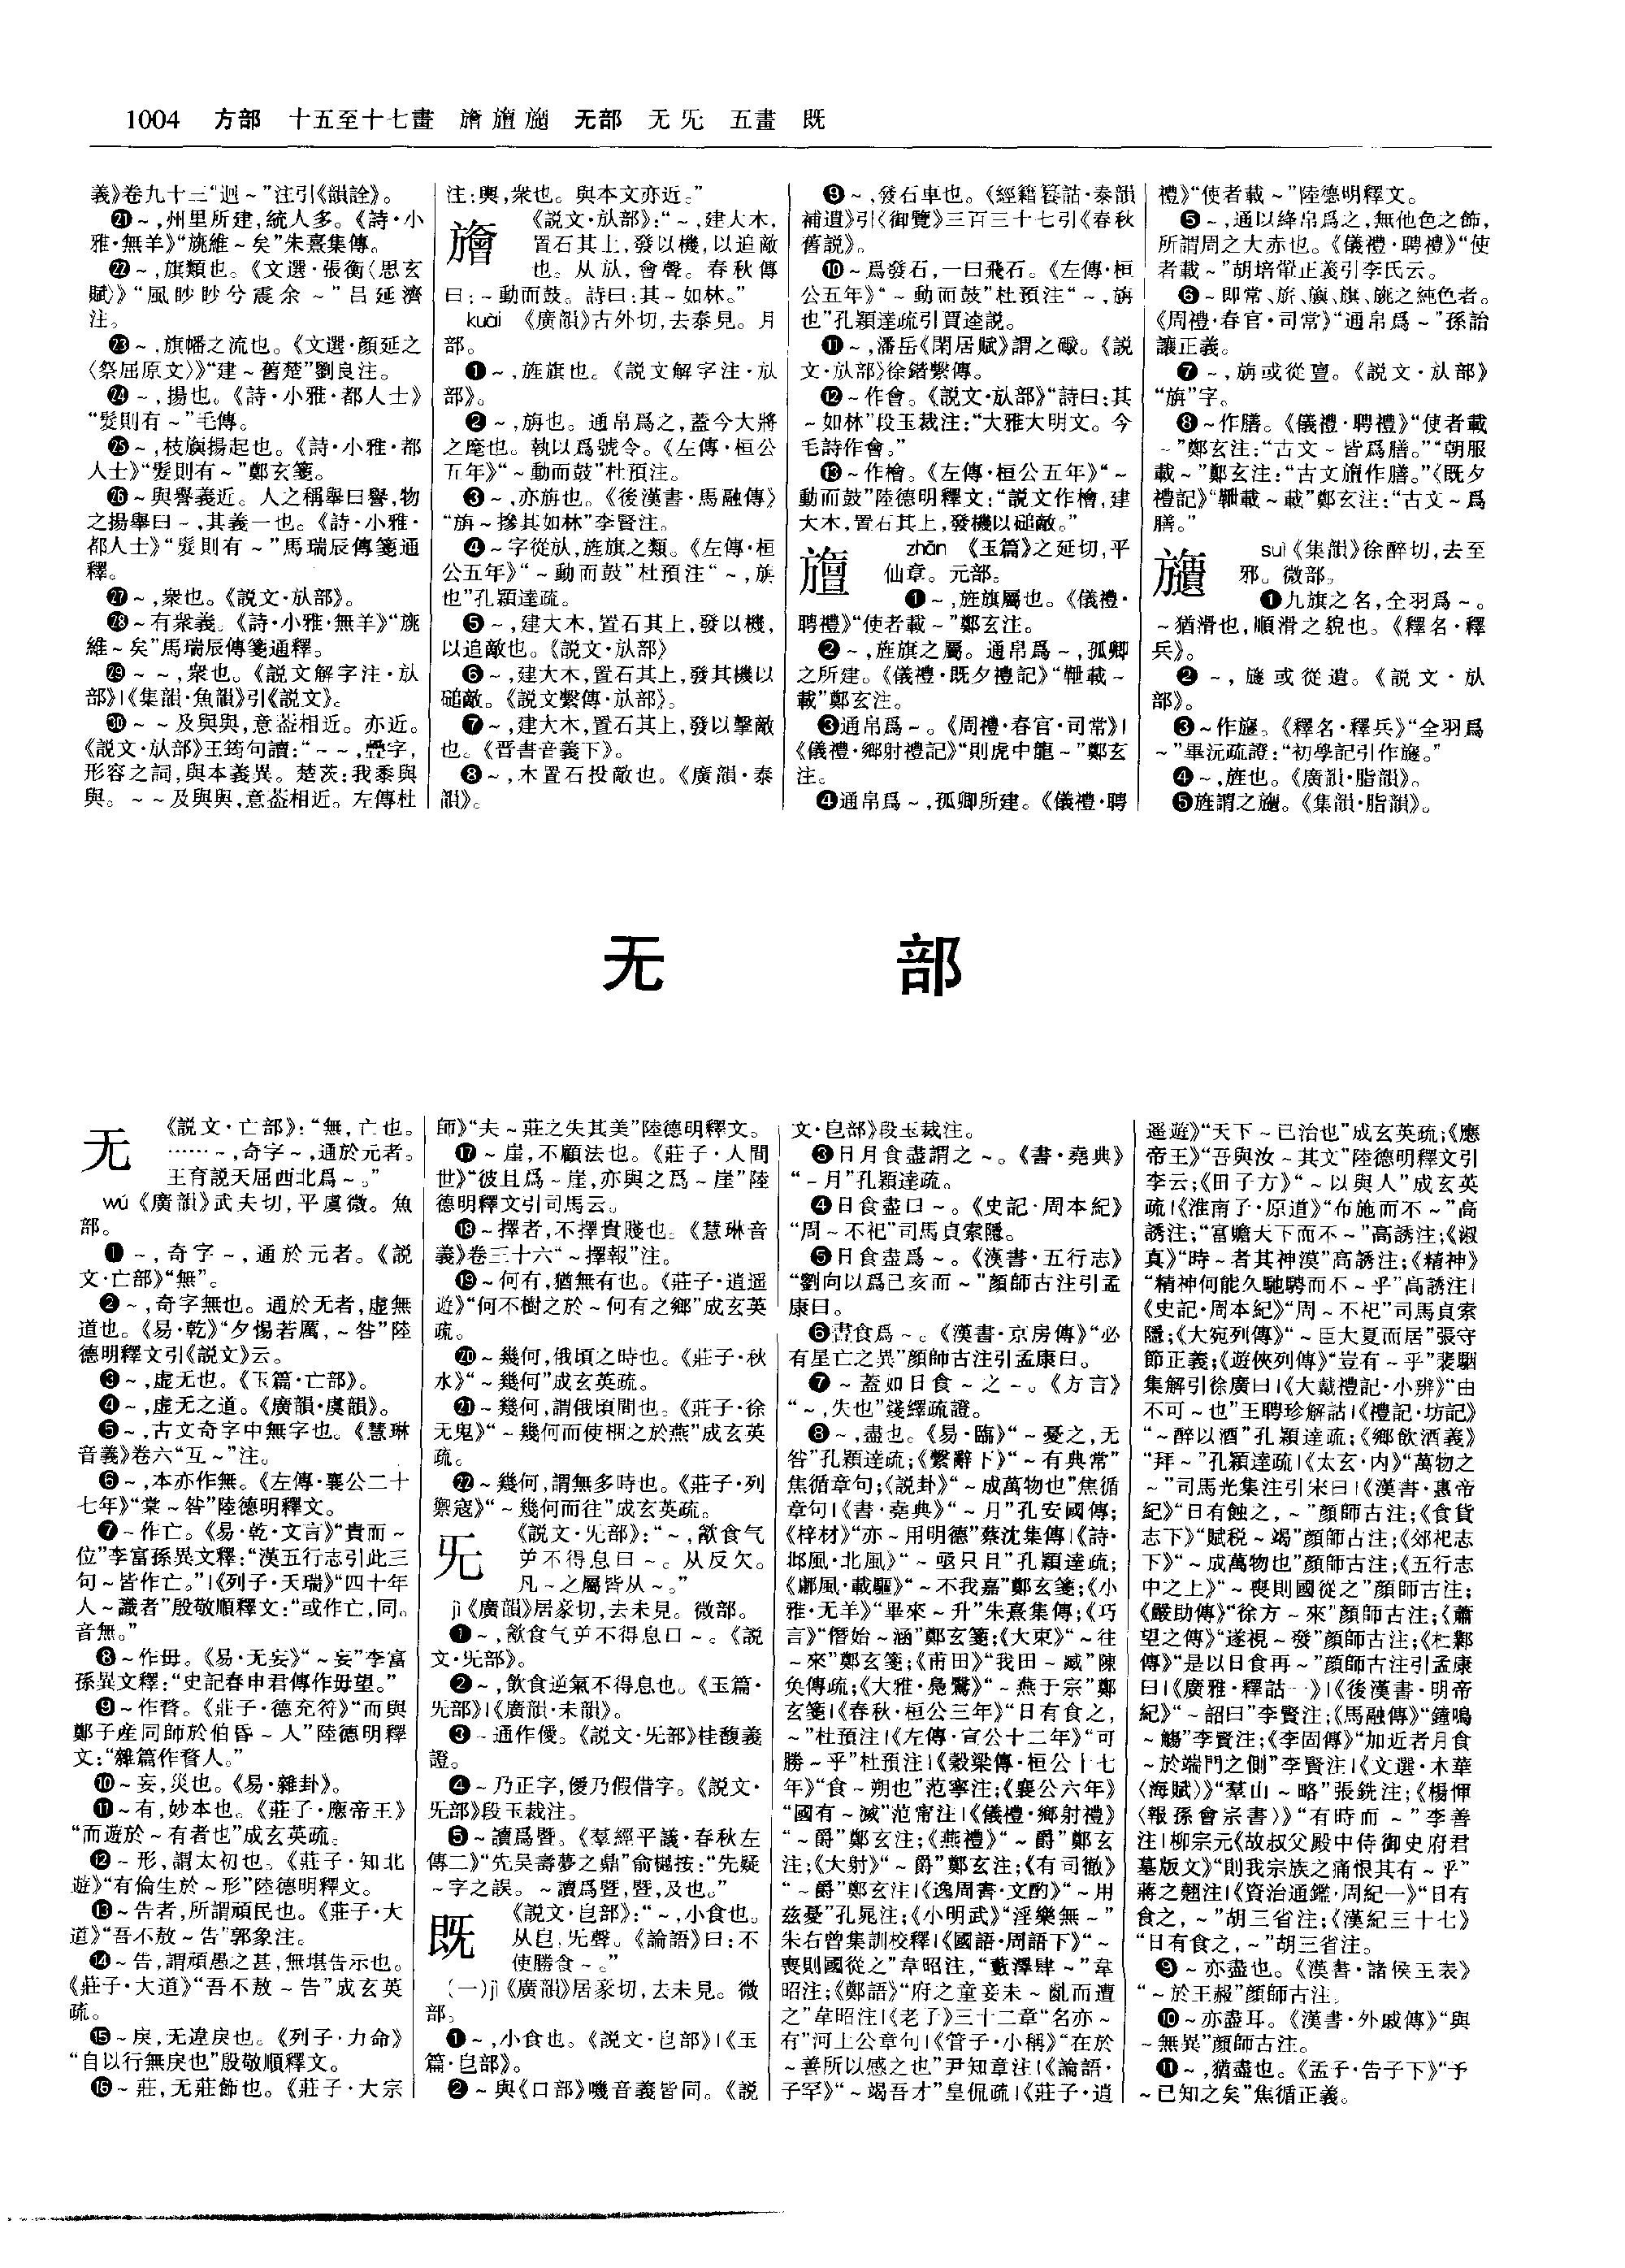 1004　方部　十五至十七畫　旝旜旞　无部　无旡　五畫　既
義》卷九十三“迥～”注引《韻詮》。
㉑～,州里所建,統人多。《詩·小
雅·無羊》“旐維～矣”朱熹集傳。
㉒～,旗類也。《文選·張衡〈思玄
賦〉》“風眇眇兮震余～”吕延濟
注。
㉓～,旗幡之流也。《文選·顔延之
〈祭屈原文〉》“建～舊楚”劉良注。
㉔～,揚也。《詩·小雅·都人士》
“髮則有～”毛傳。
㉕～,枝旟揚起也。《詩·小雅·都
人士》“髮則有～”鄭玄箋。
㉖～與譽義近。人之稱舉曰譽,物
之揚舉曰～,其義一也。《詩·小雅·
都人士》“髮則有～”馬瑞辰傳箋通
釋。
㉗～,衆也。《説文·㫃部》。
㉘～有衆義。《詩·小雅·無羊》“旐
維～矣”馬瑞辰傳箋通釋。
㉙～～,衆也。《説文解字注·㫃
部》|《集韻·魚韻》引《説文》。
㉚～～及與與,意葢相近。亦近。
《説文·㫃部》王筠句讀:“～～,疊字,
形容之詞,與本義異。楚茨:我黍與
與。～～及與與,意葢相近。左傳杜
注:輿,衆也。與本文亦近。”
旝　《説文·㫃部》:“～,建大木,
置石其上,發以機,以追敵
也。从㫃,會聲。春秋傳
曰:～動而鼓。詩曰:其～如林。”
kuài　《廣韻》古外切,去泰見。月
部。
❶～,旌旗也。《説文解字注·㫃
部》。
❷～,旃也。通帛爲之,蓋今大將
之麾也。執以爲號令。《左傳·桓公
五年》“～動而鼓”杜預注。
❸～,亦旃也。《後漢書·馬融傳》
“旃～摻其如林”李賢注。
❹～字從㫃,旌旗之類。《左傳·桓
公五年》“～動而鼓”杜預注“～,旃
也”孔穎達疏。
❺～,建大木,置石其上,發以機,
以追敵也。《説文·㫃部》
❻～,建大木,置石其上,發其機以
磓敵。《説文繫傳·㫃部》。
❼～,建大木,置石其上,發以擊敵
也。《晋書音義下》。
❽～,木置石投敵也。《廣韻·泰
韻》。
❾～,發石車也。《經籍籑詁·泰韻
補遺》引〈御覽》三百三十七引《春秋
舊説》。
❿～爲發石,一曰飛石。《左傳·桓
公五年》“～動而鼓”杜預注“～,旃
也”孔穎達疏引賈逵説。
⓫～,潘岳《閑居賦》謂之礮。《説
文·㫃部》徐鍇繫傳。
⓬～作會。《説文·㫃部》“詩曰:其
～如林”段玉裁注:“大雅大明文。今
毛詩作會。”
⓭～作檜。《左傳·桓公五年》“～
動而鼓”陸德明釋文:“説文作檜,建
大木,置石其上,發機以磓敵。”
旜　zhān　《玉篇》之延切,平
仙章。元部。
❶～,旌旗屬也。《儀禮·
聘禮》“使者載～”鄭玄注。
❷～,旌旗之屬。通帛爲～,孤卿
之所建。《儀禮·既夕禮記》“鞴載～
載”鄭玄注。
❸通帛爲～。《周禮·春官·司常》|
《儀禮·鄉射禮記》“則虎中龍～”鄭玄
注。
❹通帛爲～,孤卿所建。《儀禮·聘
禮》“使者載～”陸德明釋文。
❺～,通以絳帛爲之,無他色之飾,
所謂周之大赤也。《儀禮·聘禮》“使
者載～”胡培翬正義引李氏云。
❻～即常、旂、旟、旗、旐之純色者。
《周禮·春官·司常》“通帛爲～”孫詒
讓正義。
❼～,旃或從亶。《説文·㫃部》
“旃”字。
❽～作膳。《儀禮·聘禮》“使者載
～”鄭玄注:“古文～皆爲膳。”“朝服
載～”鄭玄注:“古文旜作膳。”〈既夕
禮記》“鞴載～載”鄭玄注:“古文～爲
膳。”
旞　suì《集韻》徐醉切,去至
邪。微部。
❶九旗之名,全羽爲～。
～猶滑也,順滑之貌也。《釋名·釋
兵》。
❷～,旞或從遺。《説文·㫃
部》。
❸～作旞。《釋名·釋兵》“全羽爲
～”畢沅疏證:“初學記引作旞。”
❹～,旌也。《廣韻·脂韻》。
❺旌謂之旞。《集韻·脂韻》。
无　部
无　《説文·亡部》:“無,亡也。
……～,奇字～,通於元者。
王育説天屈西北爲～。”
wú《廣韻》武夫切,平虞微。魚
部。
❶～,奇字～,通於元者。《説
文·亡部》“無”。
❷～,奇字無也。通於无者,虚無
道也。《易·乾》“夕惕若厲,～咎”陸
德明釋文引《説文》云。
❸～,虚无也。《玉篇·亡部》。
❹～,虚无之道。《廣韻·虞韻》。
❺～,古文奇字中無字也。《慧琳
音義》卷六“互～”注。
❻～,本亦作無。《左傳·襄公二十
七年》“棠～咎”陸德明釋文。
❼～作亡。《易·乾·文言》“貴而～
位”李富孫異文釋:“漢五行志引此三
句～皆作亡。”|《列子·天瑞》“四十年
人～識者”殷敬順釋文:“或作亡,同。
音無。”
❽～作毋。《易·无妄》“～妄”李富
孫異文釋:“史記春申君傳作毋望。”
❾～作瞀。《莊子·德充符》“而與
鄭子産同師於伯昏～人”陸德明釋
文:“雜篇作瞀人。”
❿～妄,災也。《易·雜卦》。
⓫～有,妙本也。《莊子·應帝王》
“而遊於～有者也”成玄英疏。
⓬～形,謂太初也。《莊子·知北
遊》“有倫生於～形”陸德明釋文。
⓭～告者,所謂頑民也。《莊子·大
道》“吾不敖～告”郭象注。
⓮～告,謂頑愚之甚,無堪告示也。
《莊子·大道》“吾不敖～告”成玄英
疏。
⓯～戾,无違戾也。《列子·力命》
“自以行無戾也”殷敬順釋文。
⓰～莊,无莊飾也。《莊子·大宗
師》“夫～莊之失其美”陸德明釋文。
⓱～崖,不顧法也。《莊子·人間
世》“彼且爲～崖,亦與之爲～崖”陸
德明釋文引司馬云。
⓲～擇者,不擇貴賤也。《慧琳音
義》卷三十六“～擇報”注。
⓳～何有,猶無有也。《莊子·逍遥
遊》“何不樹之於～何有之鄉”成玄英
疏。
⓴～幾何,俄頃之時也。《莊子·秋
水》“～幾何”成玄英疏。
㉑～幾何,謂俄頃間也。《莊子·徐
无鬼》“～幾何而使梱之於燕”成玄英
疏。
㉒～幾何,謂無多時也。《莊子·列
禦寇》“～幾何而往”成玄英疏。
旡　《説文·旡部》:“～,㱃食气
屰不得息曰～。从反欠。
凡～之屬皆从～。”
jì《廣韻》居豙切,去未見。微部。
❶～,㱃食气屰不得息曰～。《説
文·旡部》。
❷～,飲食逆氣不得息也。《玉篇·
旡部》|《廣韻·未韻》。
❸～通作僾。《説文·旡部》桂馥義
證。
❹～乃正字,僾乃假借字。《説文·
旡部》段玉裁注。
❺～讀爲曁。《羣經平議·春秋左
傳二》“先吴壽夢之鼎”俞樾按:“先疑
～字之誤。～讀爲曁,曁,及也。”
既　《説文·皀部》:“～,小食也。
从皀,旡聲。《論語》曰:不
使勝食～。”
(一)jì《廣韻》居豙切,去未見。微
部。
❶～,小食也。《説文·皀部》|《玉
篇·皀部》。
❷～與《口部》嘰音義皆同。《説
文·皀部》段玉裁注。
❸日月食盡謂之～。《書·堯典》
“～月”孔穎達疏。
❹日食盡曰～。《史記·周本紀》
“周～不祀”司馬貞索隱。
❺日食盡爲～。《漢書·五行志》
“劉向以爲己亥而～”顔師古注引孟
康曰。
❻晝食爲～。《漢書·京房傳》“必
有星亡之異”顔師古注引孟康曰。
❼～蓋如日食～之～。《方言》
“～,失也”錢繹疏證。
❽～,盡也。《易·臨》“～憂之,无
咎”孔穎達疏;《繫辭下》“～有典常”
焦循章句;《説卦》“～成萬物也”焦循
章句|《書·堯典》“～月”孔安國傳;
《梓材》“亦～用明德”蔡沈集傳|《詩·
邶風·北風》“～亟只且”孔穎達疏;
《鄘風·載驅》“～不我嘉”鄭玄箋;《小
雅·无羊》“畢來～升”朱熹集傳;《巧
言》“僭始～涵”鄭玄箋;《大東》“～往
～來”鄭玄箋;《甫田》“我田～臧”陳
奂傳疏;《大雅·鳧鷖》“～燕于宗”鄭
玄箋|《春秋·桓公三年》“日有食之,
～”杜預注|《左傳·宣公十二年》“可
勝～乎”杜預注|《穀梁傳·桓公十七
年》“食～朔也”范寧注;《襄公六年》
“國有～滅”范甯注|《儀禮·鄉射禮》
“～爵”鄭玄注;《燕禮》“～爵”鄭玄
注;《大射》“～爵”鄭玄注;《有司徹》
“～爵”鄭玄注|《逸周書·文酌》“～用
兹憂”孔晁注;《小明武》“淫樂無～”
朱右曾集訓校釋|《國語·周語下》“～
喪則國從之”韋昭注,“藪澤肆～”韋
昭注;《鄭語》“府之童妾未～齓而遭
之”韋昭注|《老子》三十二章“名亦～
有”河上公章句|《管子·小稱》“在於
～善所以感之也”尹知章注|《論語·
子罕》“～竭吾才”皇侃疏|《莊子·逍
遥遊》“天下～已治也”成玄英疏;《應
帝王》“吾與汝～其文”陸德明釋文引
李云;《田子方》“～以與人”成玄英
疏|《淮南子·原道》“布施而不～”高
誘注;“富贍天下而不～”高誘注;《俶
真》“時～者其神漠”高誘注;《精神》
“精神何能久馳騁而不～乎”高誘注|
《史記·周本紀》“周～不祀”司馬貞索
隱;《大宛列傳》“～臣大夏而居”張守
節正義;《遊俠列傳》“豈有～乎”裴駰
集解引徐廣曰|《大戴禮記·小辨》“由
不可～也”王聘珍解詁|《禮記·坊記》
“～醉以酒”孔穎達疏;《鄉飲酒義》
“拜～”孔穎達疏|《太玄·内》“萬物之
～”司馬光集注引宋曰|《漢書·惠帝
紀》“日有蝕之,～”顔師古注;《食貨
志下》“賦税～竭”顔師古注;《郊祀志
下》“～成萬物也”顔師古注;《五行志
中之上》“～喪則國從之”顔師古注;
《嚴助傳》“徐方～來”顔師古注;《蕭
望之傳》“遂視～發”顔師古注;《杜鄴
傳》“是以日食再～”顔師古注引孟康
曰|《廣雅·釋詁一》|《後漢書·明帝
紀》“～詔曰”李賢注;《馬融傳》“鐘鳴
～觴”李賢注;《李固傳》“加近者月食
～於端門之側”李賢注|《文選·木華
〈海賦〉》“羣山～略”張銑注;《楊惲
〈報孫會宗書〉》“有時而～”李善
注|柳宗元《故叔父殿中侍御史府君
墓版文》“則我宗族之痛恨其有～乎”
蔣之翹注|《資治通鑑·周紀一》“日有
食之,～”胡三省注;《漢紀三十七》
“日有食之,～”胡三省注。
❾～亦盡也。《漢書·諸侯王表》
“～於王赧”顔師古注。
❿～亦盡耳。《漢書·外戚傳》“與
～無異”顔師古注。
⓫～,猶盡也。《孟子·告子下》“予
～已知之矣”焦循正義。